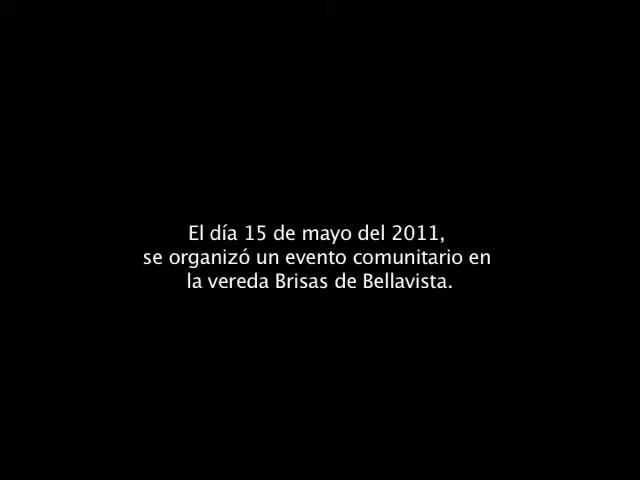 El día 15 de mayo del 2011,
se organizó un evento comunitario en
la vereda Brisas de Bellavista.